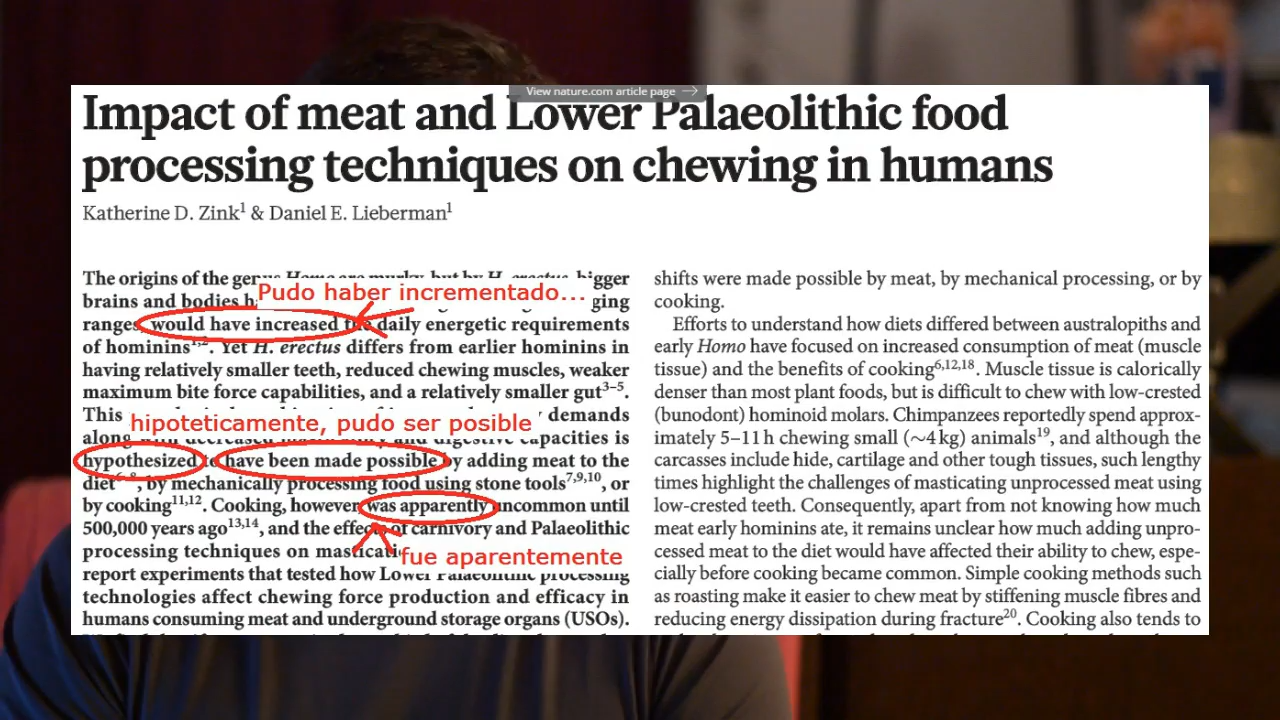 View nature.com article page →
Impact of meat and Lower Palaeolithic food
processing techniques on chewing in humans
Katherine D. Zink¹ & Daniel E. Lieberman¹
The origins of the genus Homo are murky, but by H. erectus, bigger
brains and bodies
Pudo haber incrementado...
ging
ranges would have increased the daily energetic requirements
of hominins¹,². Yet H. erectus differs from earlier hominins in
having relatively smaller teeth, reduced chewing muscles, weaker
maximum bite force capabilities, and a relatively smaller gut³⁻⁵.
This
hipoteticamente, pudo ser posible
demands
along with decreased masticatory and digestive capacities is
hypothesized to have been made possible by adding meat to the
diet⁶⁻⁸, by mechanically processing food using stone tools⁷,⁹,¹⁰, or
by cooking¹¹,¹². Cooking, however, was apparently uncommon until
500,000 years ago¹³,¹⁴, and the effects of carnivory and Palaeolithic
processing techniques on
fue aparentemente
report experiments that tested how Lower Palaeolithic processing
technologies affect chewing force production and efficacy in
humans consuming meat and underground storage organs (USOs).
shifts were made possible by meat, by mechanical processing, or by
cooking.
Efforts to understand how diets differed between australopiths and
early Homo have focused on increased consumption of meat (muscle
tissue) and the benefits of cooking⁶,¹²,¹⁸. Muscle tissue is calorically
denser than most plant foods, but is difficult to chew with low-crested
(bunodont) hominoid molars. Chimpanzees reportedly spend approx-
imately 5–11 h chewing small (~4 kg) animals¹⁹, and although the
carcasses include hide, cartilage and other tough tissues, such lengthy
times highlight the challenges of masticating unprocessed meat using
low-crested teeth. Consequently, apart from not knowing how much
meat early hominins ate, it remains unclear how much adding unpro-
cessed meat to the diet would have affected their ability to chew, espe-
cially before cooking became common. Simple cooking methods such
as roasting make it easier to chew meat by stiffening muscle fibres and
reducing energy dissipation during fracture²⁰. Cooking also tends to